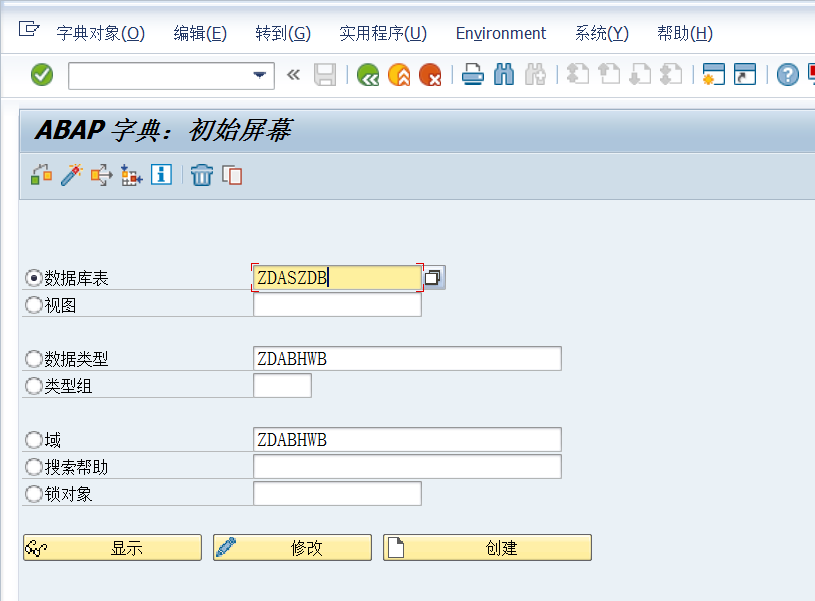 字典对象(O) 编辑(E) 转到(G) 实用程序(U) Environment 系统(Y) 帮助(H)
ABAP 字典：初始屏幕
数据库表 ZDASZDB
视图
数据类型 ZDABHWB
类型组
域 ZDABHWB
搜索帮助
锁对象
显示 修改 创建